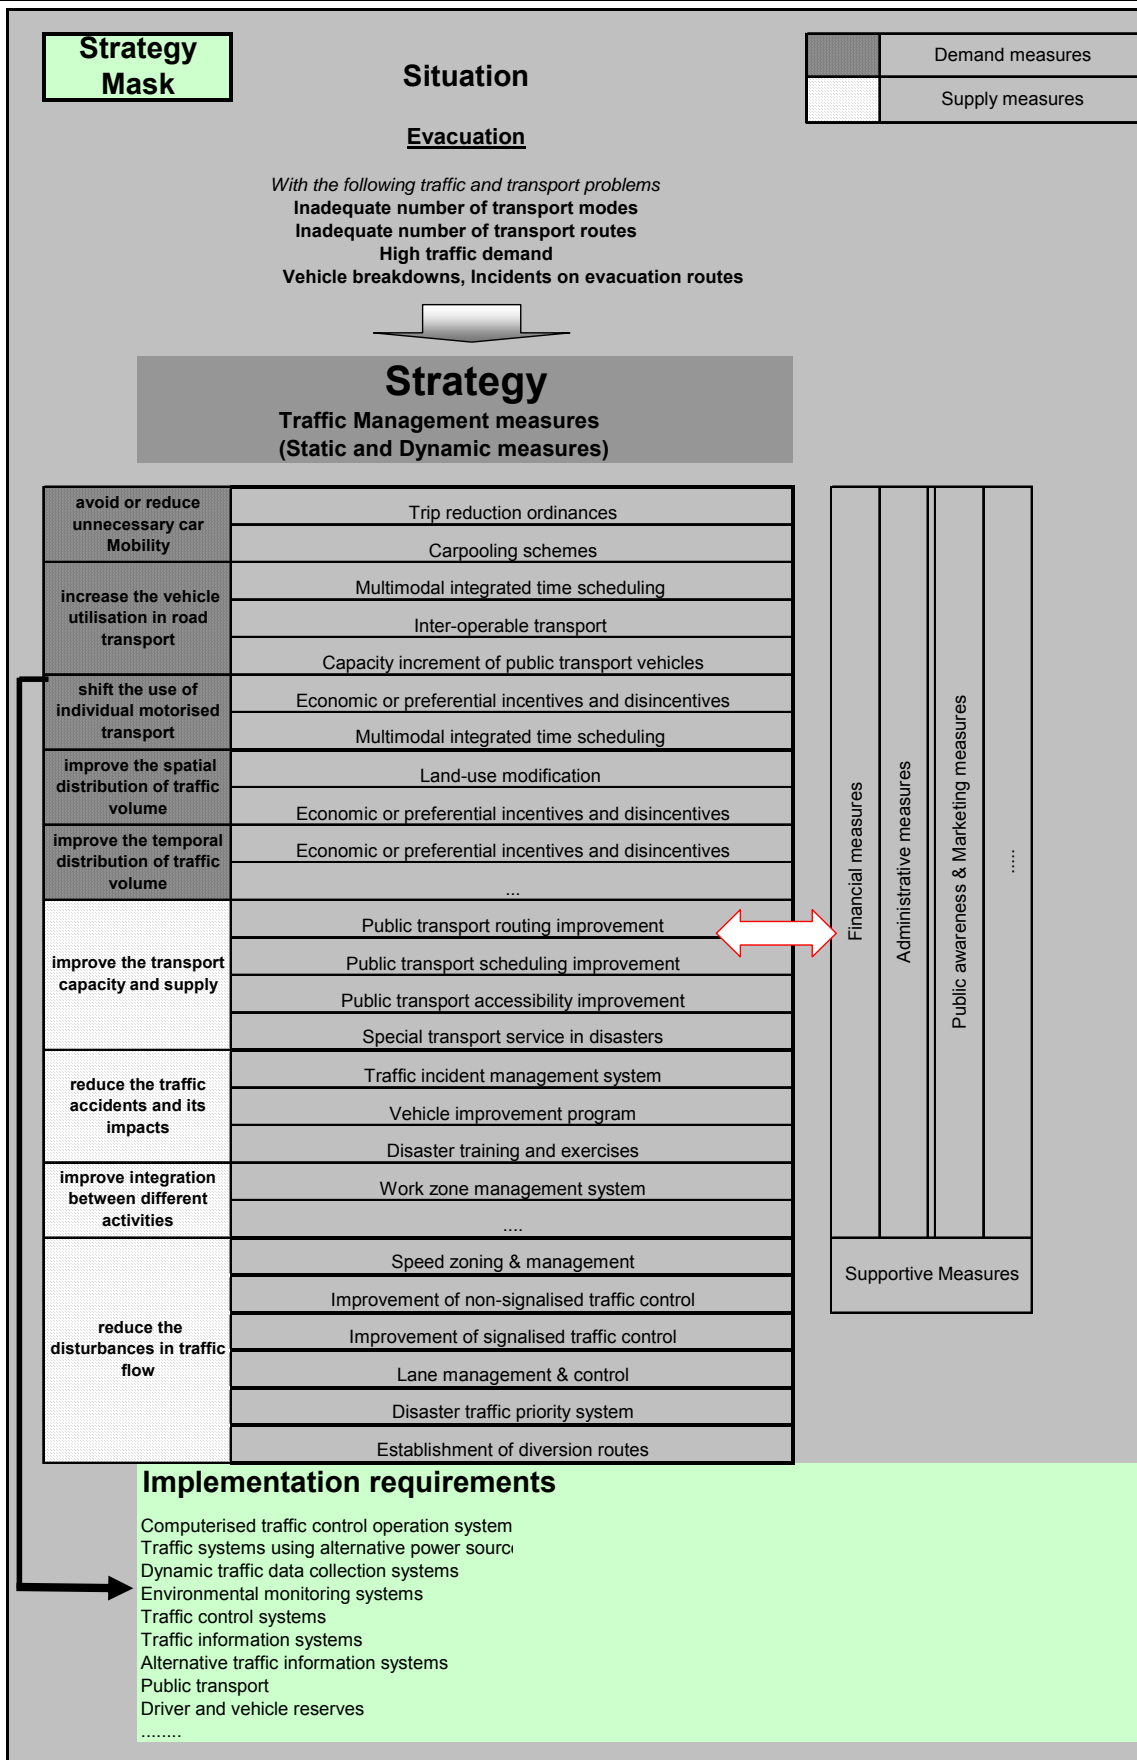 Strategy
Mask
Situation
Demand measures
Supply measures
Evacuation
With the following traffic and transport problems
Inadequate number of transport modes
Inadequate number of transport routes
High traffic demand
Vehicle breakdowns, Incidents on evacuation routes
Strategy
Traffic Management measures
(Static and Dynamic measures)
avoid or reduce
unnecessary car
Mobility
Trip reduction ordinances
Carpooling schemes
increase the vehicle
utilisation in road
transport
Multimodal integrated time scheduling
Inter-operable transport
Capacity increment of public transport vehicles
shift the use of
individual motorised
transport
Economic or preferential incentives and disincentives
Multimodal integrated time scheduling
improve the spatial
distribution of traffic
volume
Land-use modification
Economic or preferential incentives and disincentives
improve the temporal
distribution of traffic
volume
Economic or preferential incentives and disincentives
...
improve the transport
capacity and supply
Public transport routing improvement
Public transport scheduling improvement
Public transport accessibility improvement
Special transport service in disasters
reduce the traffic
accidents and its
impacts
Traffic incident management system
Vehicle improvement program
Disaster training and exercises
improve integration
between different
activities
Work zone management system
....
reduce the
disturbances in traffic
flow
Speed zoning & management
Improvement of non-signalised traffic control
Improvement of signalised traffic control
Lane management & control
Disaster traffic priority system
Establishment of diversion routes
Financial measures
Administrative measures
Public awareness & Marketing measures
.....
Supportive Measures
Implementation requirements
Computerised traffic control operation system
Traffic systems using alternative power sourc
Dynamic traffic data collection systems
Environmental monitoring systems
Traffic control systems
Traffic information systems
Alternative traffic information systems
Public transport
Driver and vehicle reserves
........